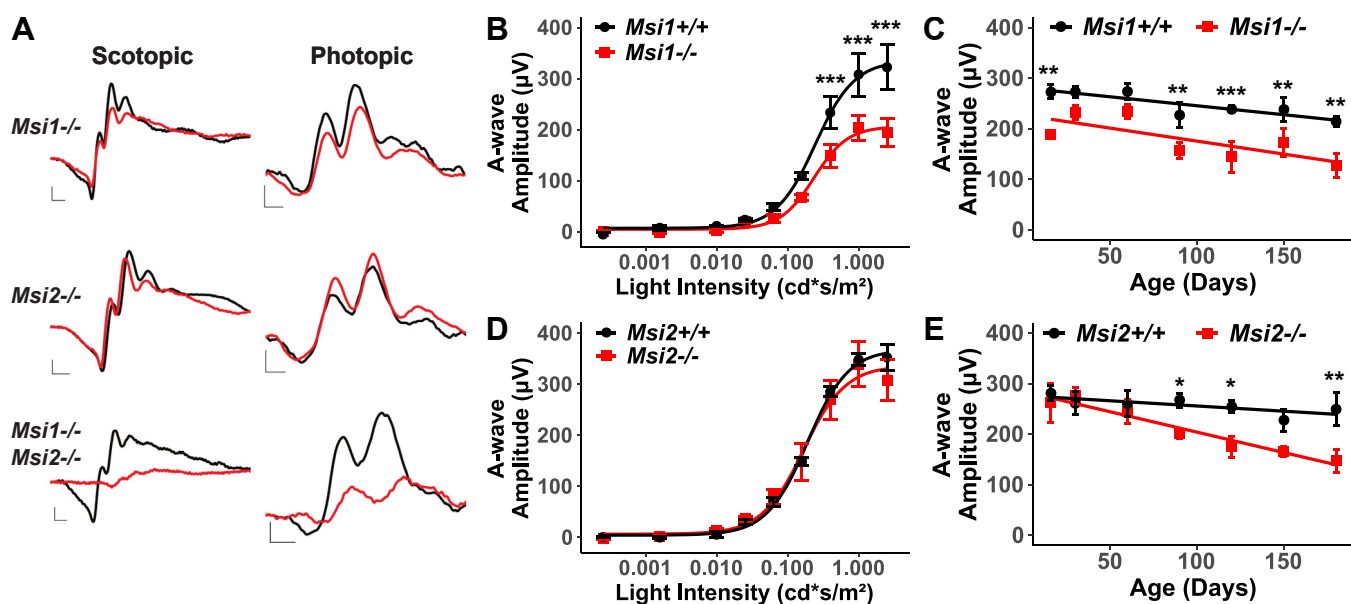 A
Scotopic
Photopic
Msi1-/-
Msi2-/-
Msi1-/-
Msi2-/-
B
Msi1+/+
Msi1-/-
***
***
***
A-wave
Amplitude (µV)
400
300
200
100
0
0.001
0.010
0.100
1.000
Light Intensity (cd*s/m²)
C
Msi1+/+
Msi1-/-
**
**
***
**
**
A-wave
Amplitude (µV)
400
300
200
100
0
50
100
150
Age (Days)
D
Msi2+/+
Msi2-/-
A-wave
Amplitude (µV)
400
300
200
100
0
0.001
0.010
0.100
1.000
Light Intensity (cd*s/m²)
E
Msi2+/+
Msi2-/-
*
*
**
A-wave
Amplitude (µV)
400
300
200
100
0
50
100
150
Age (Days)